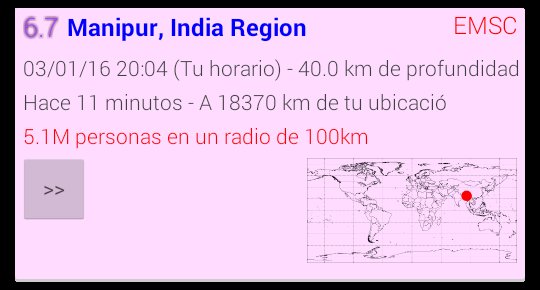 6.7 Manipur, India Region EMSC
03/01/16 20:04 (Tu horario) - 40.0 km de profundidad
Hace 11 minutos - A 18370 km de tu ubicació
5.1M personas en un radio de 100km
>>